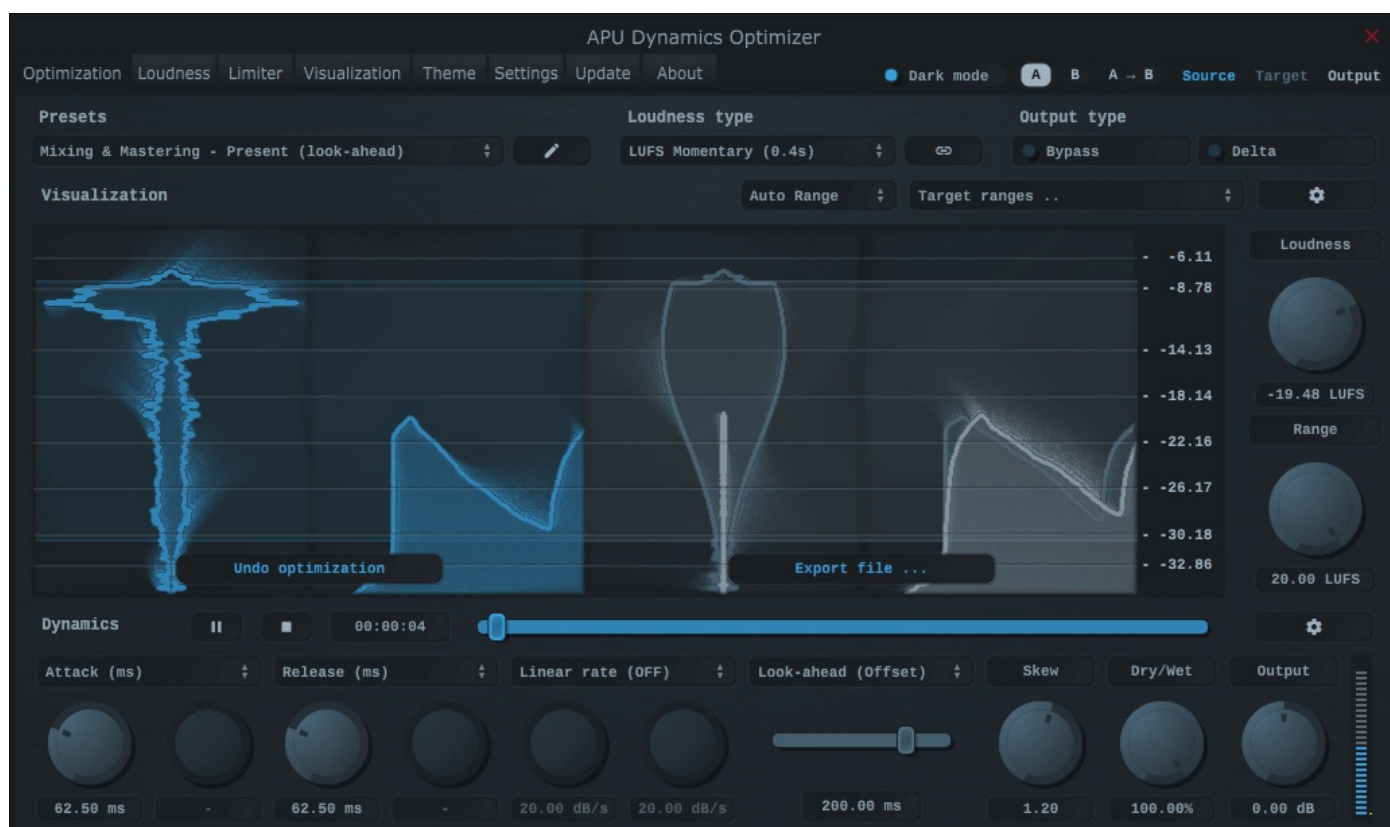 APU Dynamics Optimizer
Optimization Loudness Limiter Visualization Theme Settings Update About Dark mode A B A → B Source Target Output
Presets Loudness type Output type
Mixing & Mastering - Present (look-ahead) LUFS Momentary (0.4s) Bypass Delta
Visualization Auto Range Target ranges ..
Loudness
- -6.11
- -8.78
- -14.13
- -18.14
-19.48 LUFS
Range
- -22.16
- -26.17
- -30.18
- -32.86
Undo optimization Export file ...
20.00 LUFS
Dynamics 00:00:04
Attack (ms) Release (ms) Linear rate (OFF) Look-ahead (Offset) Skew Dry/Wet Output
62.50 ms - 62.50 ms - 20.00 dB/s 20.00 dB/s 200.00 ms 1.20 100.00% 0.00 dB